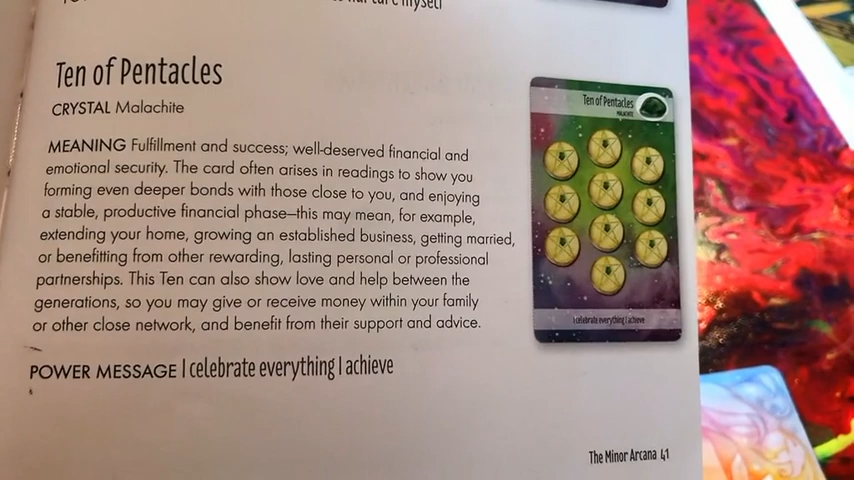 myself
Ten of Pentacles
CRYSTAL Malachite
MEANING Fulfillment and success; well-deserved financial and
emotional security. The card often arises in readings to show you
forming even deeper bonds with those close to you, and enjoying
a stable, productive financial phase—this may mean, for example,
extending your home, growing an established business, getting married,
or benefitting from other rewarding, lasting personal or professional
partnerships. This Ten can also show love and help between the
generations, so you may give or receive money within your family
or other close network, and benefit from their support and advice.
POWER MESSAGE I celebrate everything I achieve
Ten of Pentacles
MALACHITE
I celebrate everything I achieve
The Minor Arcana 41